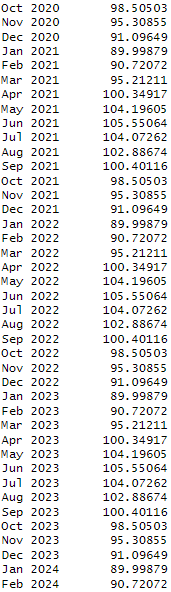 Oct 2020 98.50503
Nov 2020 95.30855
Dec 2020 91.09649
Jan 2021 89.99879
Feb 2021 90.72072
Mar 2021 95.21211
Apr 2021 100.34917
May 2021 104.19605
Jun 2021 105.55064
Jul 2021 104.07262
Aug 2021 102.88674
Sep 2021 100.40116
Oct 2021 98.50503
Nov 2021 95.30855
Dec 2021 91.09649
Jan 2022 89.99879
Feb 2022 90.72072
Mar 2022 95.21211
Apr 2022 100.34917
May 2022 104.19605
Jun 2022 105.55064
Jul 2022 104.07262
Aug 2022 102.88674
Sep 2022 100.40116
Oct 2022 98.50503
Nov 2022 95.30855
Dec 2022 91.09649
Jan 2023 89.99879
Feb 2023 90.72072
Mar 2023 95.21211
Apr 2023 100.34917
May 2023 104.19605
Jun 2023 105.55064
Jul 2023 104.07262
Aug 2023 102.88674
Sep 2023 100.40116
Oct 2023 98.50503
Nov 2023 95.30855
Dec 2023 91.09649
Jan 2024 89.99879
Feb 2024 90.72072